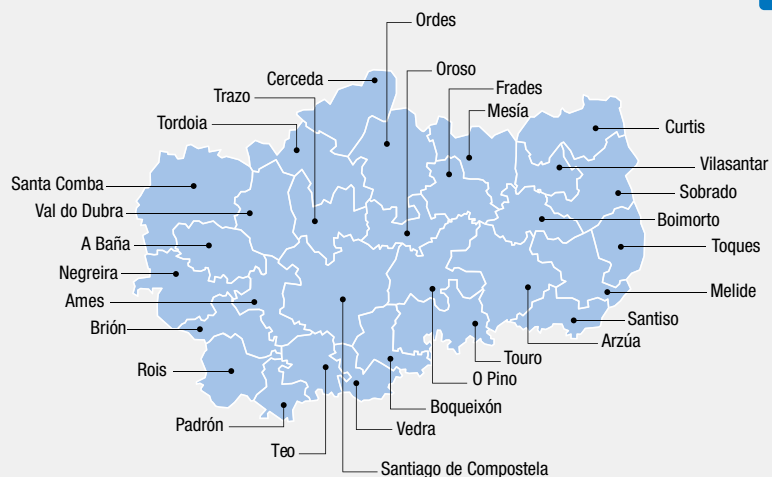 Ordes
Oroso
Cerceda
Frades
Trazo
Mesía
Tordoia
Curtis
Vilasantar
Santa Comba
Sobrado
Val do Dubra
Boimorto
A Baña
Toques
Negreira
Melide
Ames
Santiso
Brión
Arzúa
Touro
Rois
O Pino
Boqueixón
Padrón
Vedra
Teo
Santiago de Compostela